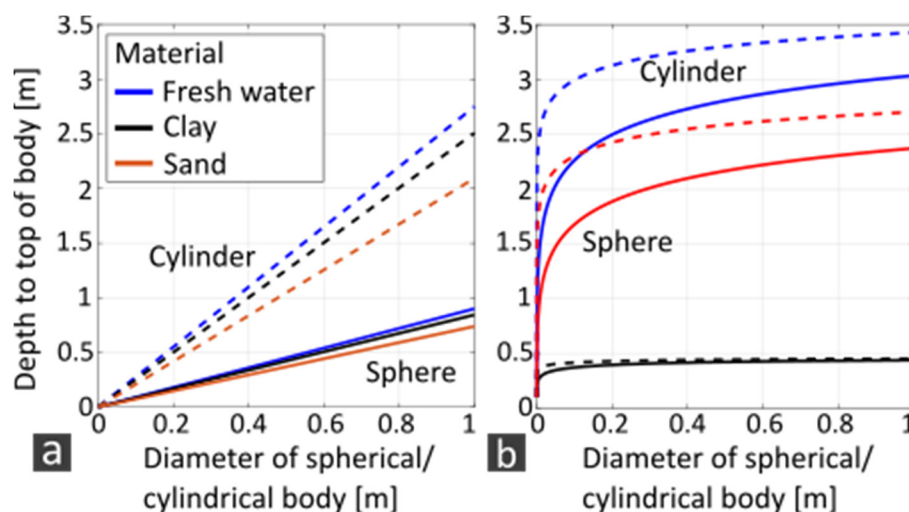 3.5
3
2.5
2
1.5
1
0.5
0
Depth to top of body [m]
Material
Fresh water
Clay
Sand
Cylinder
Sphere
0 0.2 0.4 0.6 0.8 1
a
Diameter of spherical/
cylindrical body [m]
3.5
3
2.5
2
1.5
1
0.5
0
Cylinder
Sphere
0 0.2 0.4 0.6 0.8 1
b
Diameter of spherical/
cylindrical body [m]